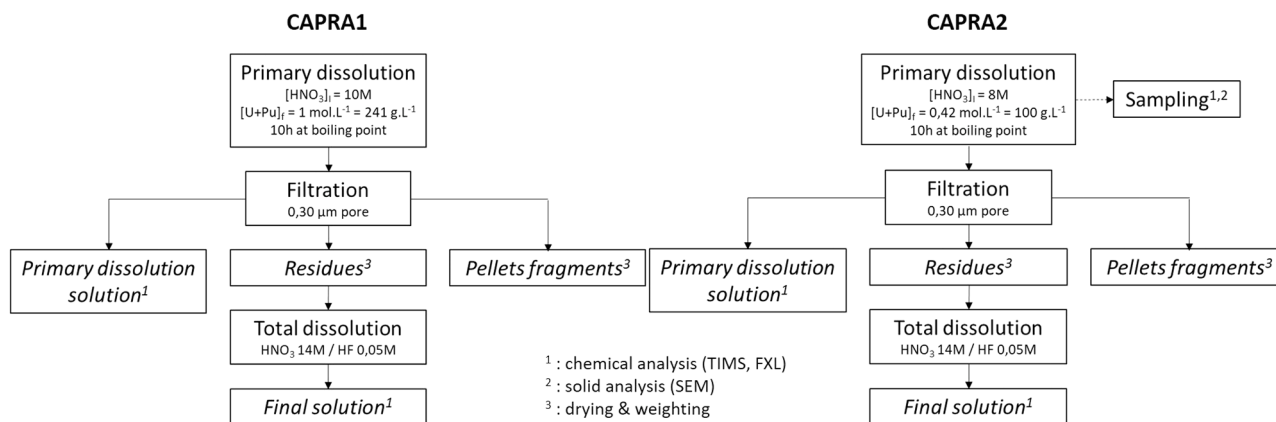 CAPRA1
Primary dissolution
[HNO₃]ᵢ = 10M
[U+Pu]f = 1 mol.L⁻¹ = 241 g.L⁻¹
10h at boiling point
Filtration
0,30 µm pore
Primary dissolution
solution¹
Residues³
Pellets fragments³
Total dissolution
HNO₃ 14M / HF 0,05M
Final solution¹
CAPRA2
Primary dissolution
[HNO₃]ᵢ = 8M
[U+Pu]f = 0,42 mol.L⁻¹ = 100 g.L⁻¹
10h at boiling point
Sampling¹,²
Filtration
0,30 µm pore
Primary dissolution
solution¹
Residues³
Pellets fragments³
Total dissolution
HNO₃ 14M / HF 0,05M
Final solution¹
¹ : chemical analysis (TIMS, FXL)
² : solid analysis (SEM)
³ : drying & weighting